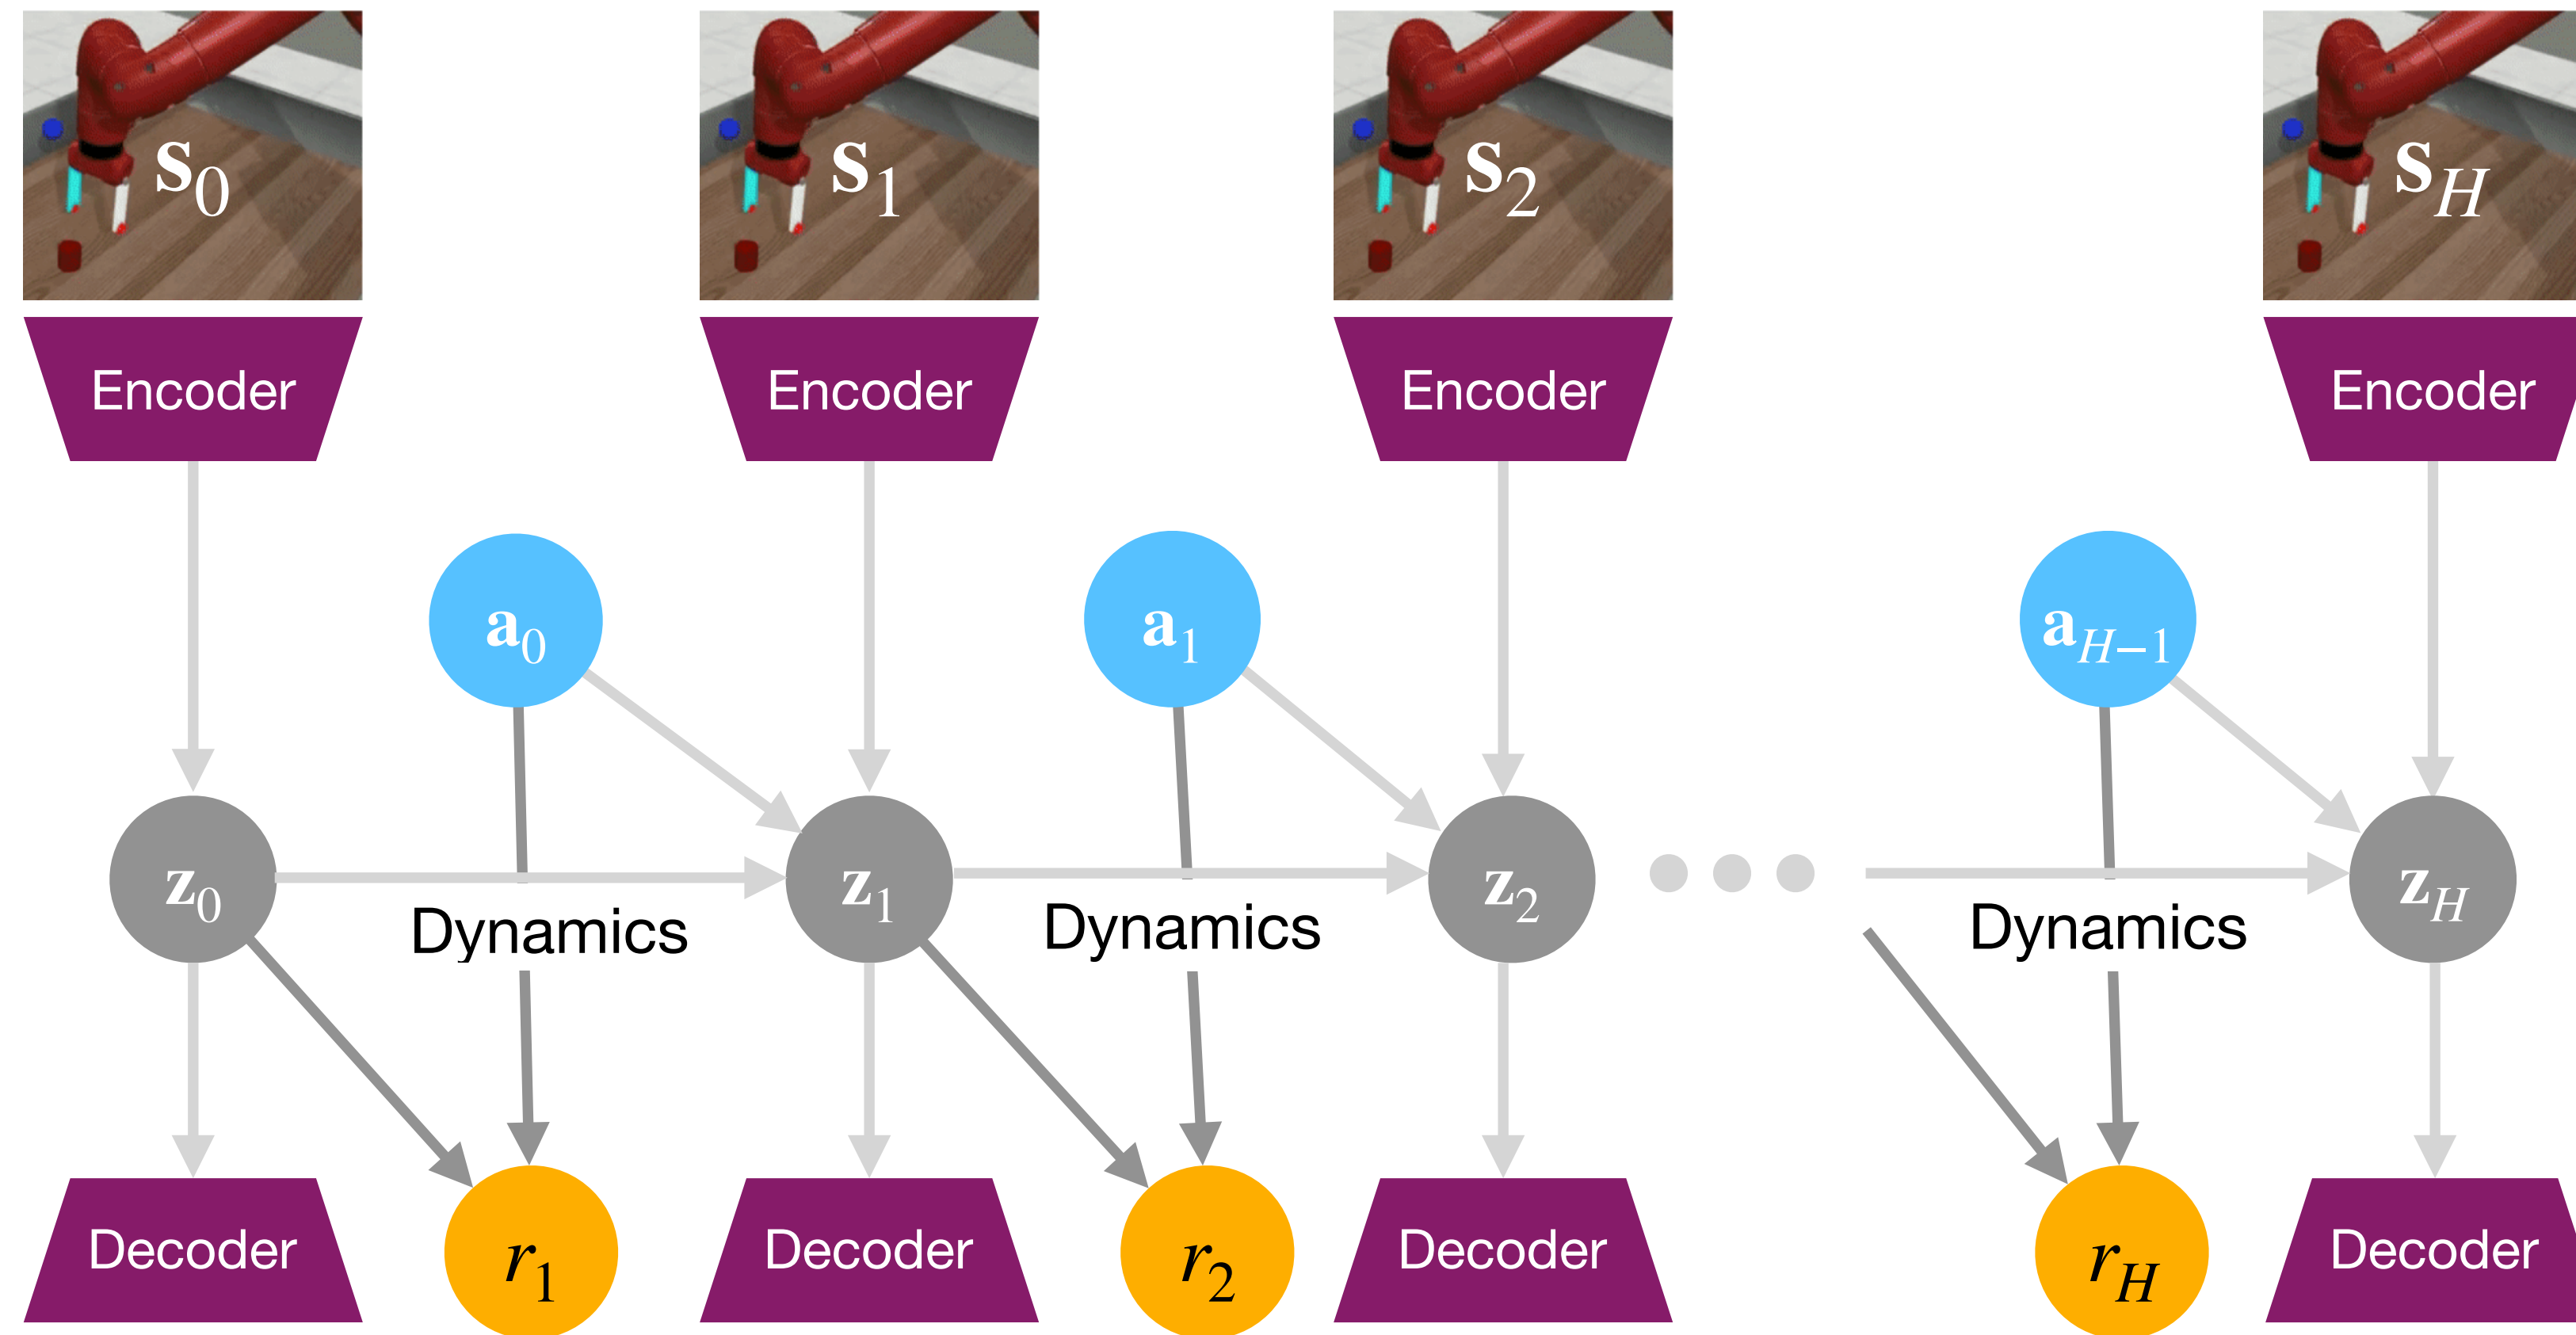 s0 s1 s2 sH
Encoder Encoder Encoder Encoder
a0 a1 aH−1
z0 z1 z2 zH
Dynamics Dynamics Dynamics
Decoder r1 Decoder r2 Decoder rH Decoder